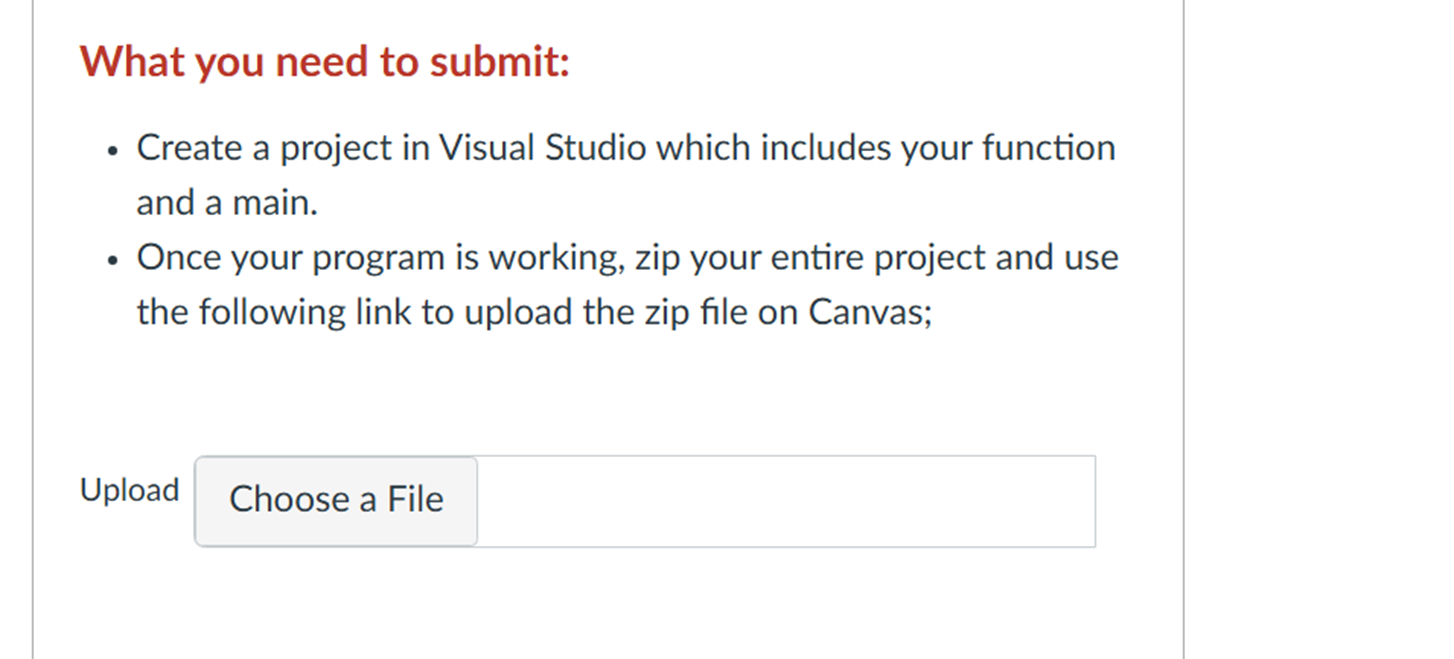 What you need to submit:
• Create a project in Visual Studio which includes your function
and a main.
• Once your program is working, zip your entire project and use
the following link to upload the zip file on Canvas;
Upload Choose a File